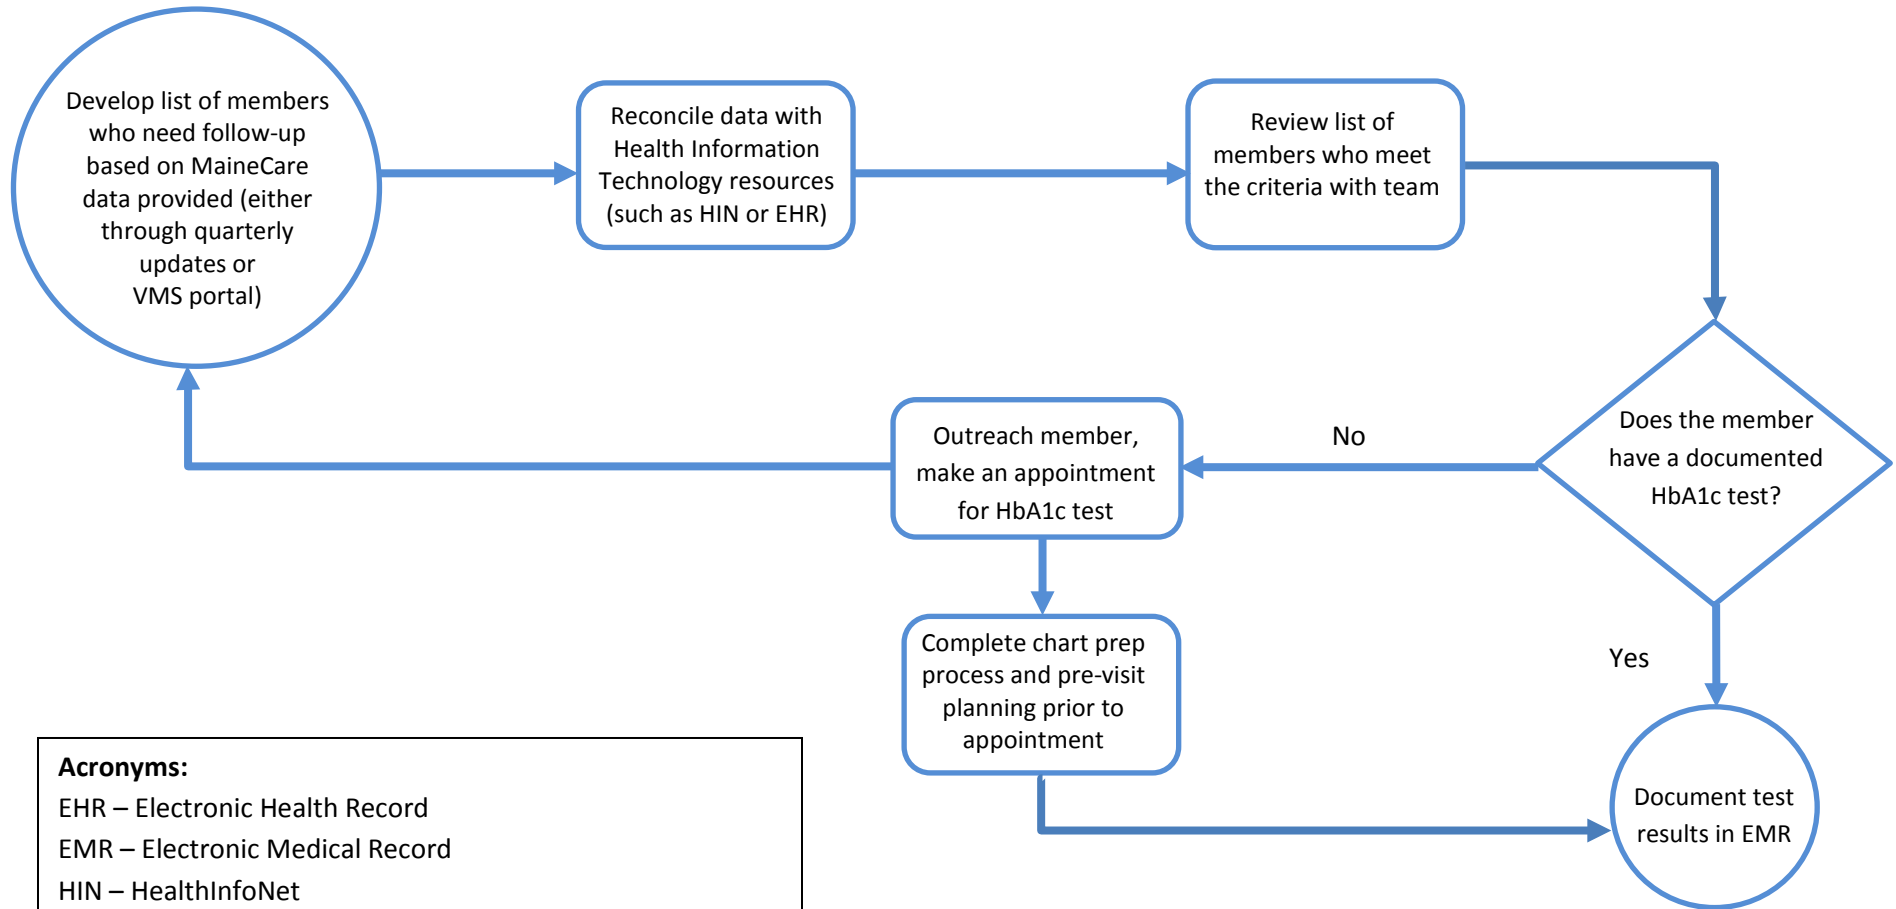 Develop list of members
who need follow-up
based on MaineCare
data provided (either
through quarterly
updates or
VMS portal)
Reconcile data with
Health Information
Technology resources
(such as HIN or EHR)
Review list of
members who meet
the criteria with team
Does the member
have a documented
HbA1c test?
No
Outreach member,
make an appointment
for HbA1c test
Complete chart prep
process and pre-visit
planning prior to
appointment
Yes
Document test
results in EMR
Acronyms:
EHR – Electronic Health Record
EMR – Electronic Medical Record
HIN – HealthInfoNet